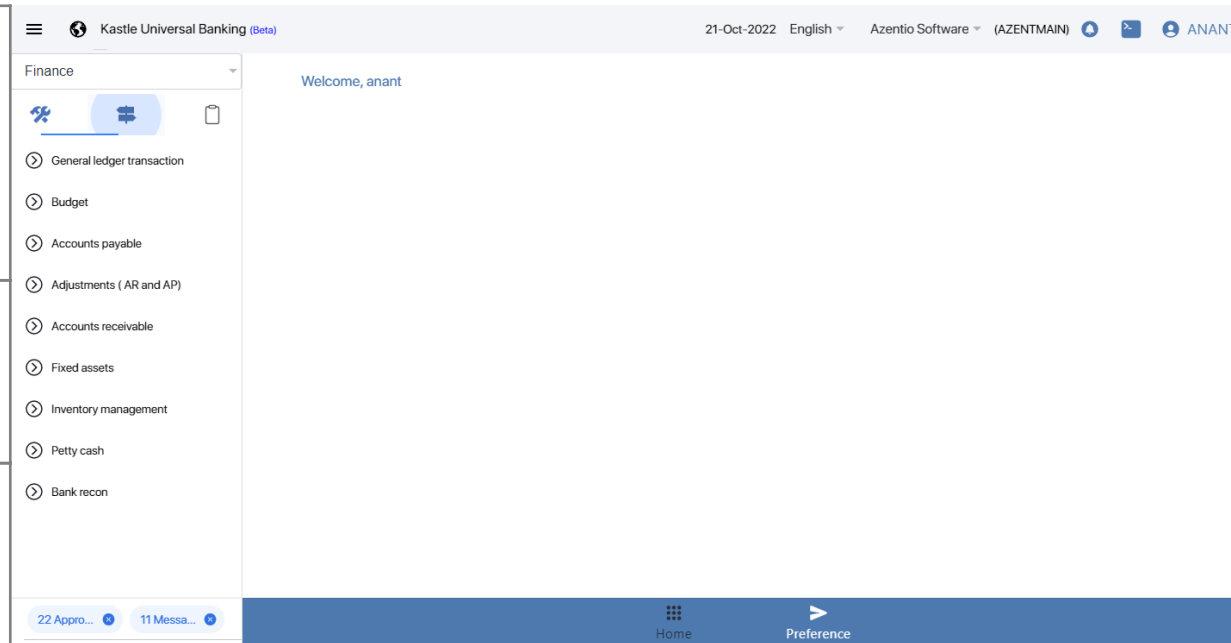 Kastle Universal Banking (Beta)
21-Oct-2022 English Azentio Software (AZENTMAIN) ANANT
Finance
Welcome, anant
General ledger transaction
Budget
Accounts payable
Adjustments ( AR and AP)
Accounts receivable
Fixed assets
Inventory management
Petty cash
Bank recon
22 Appro... 11 Messa...
Home
Preference